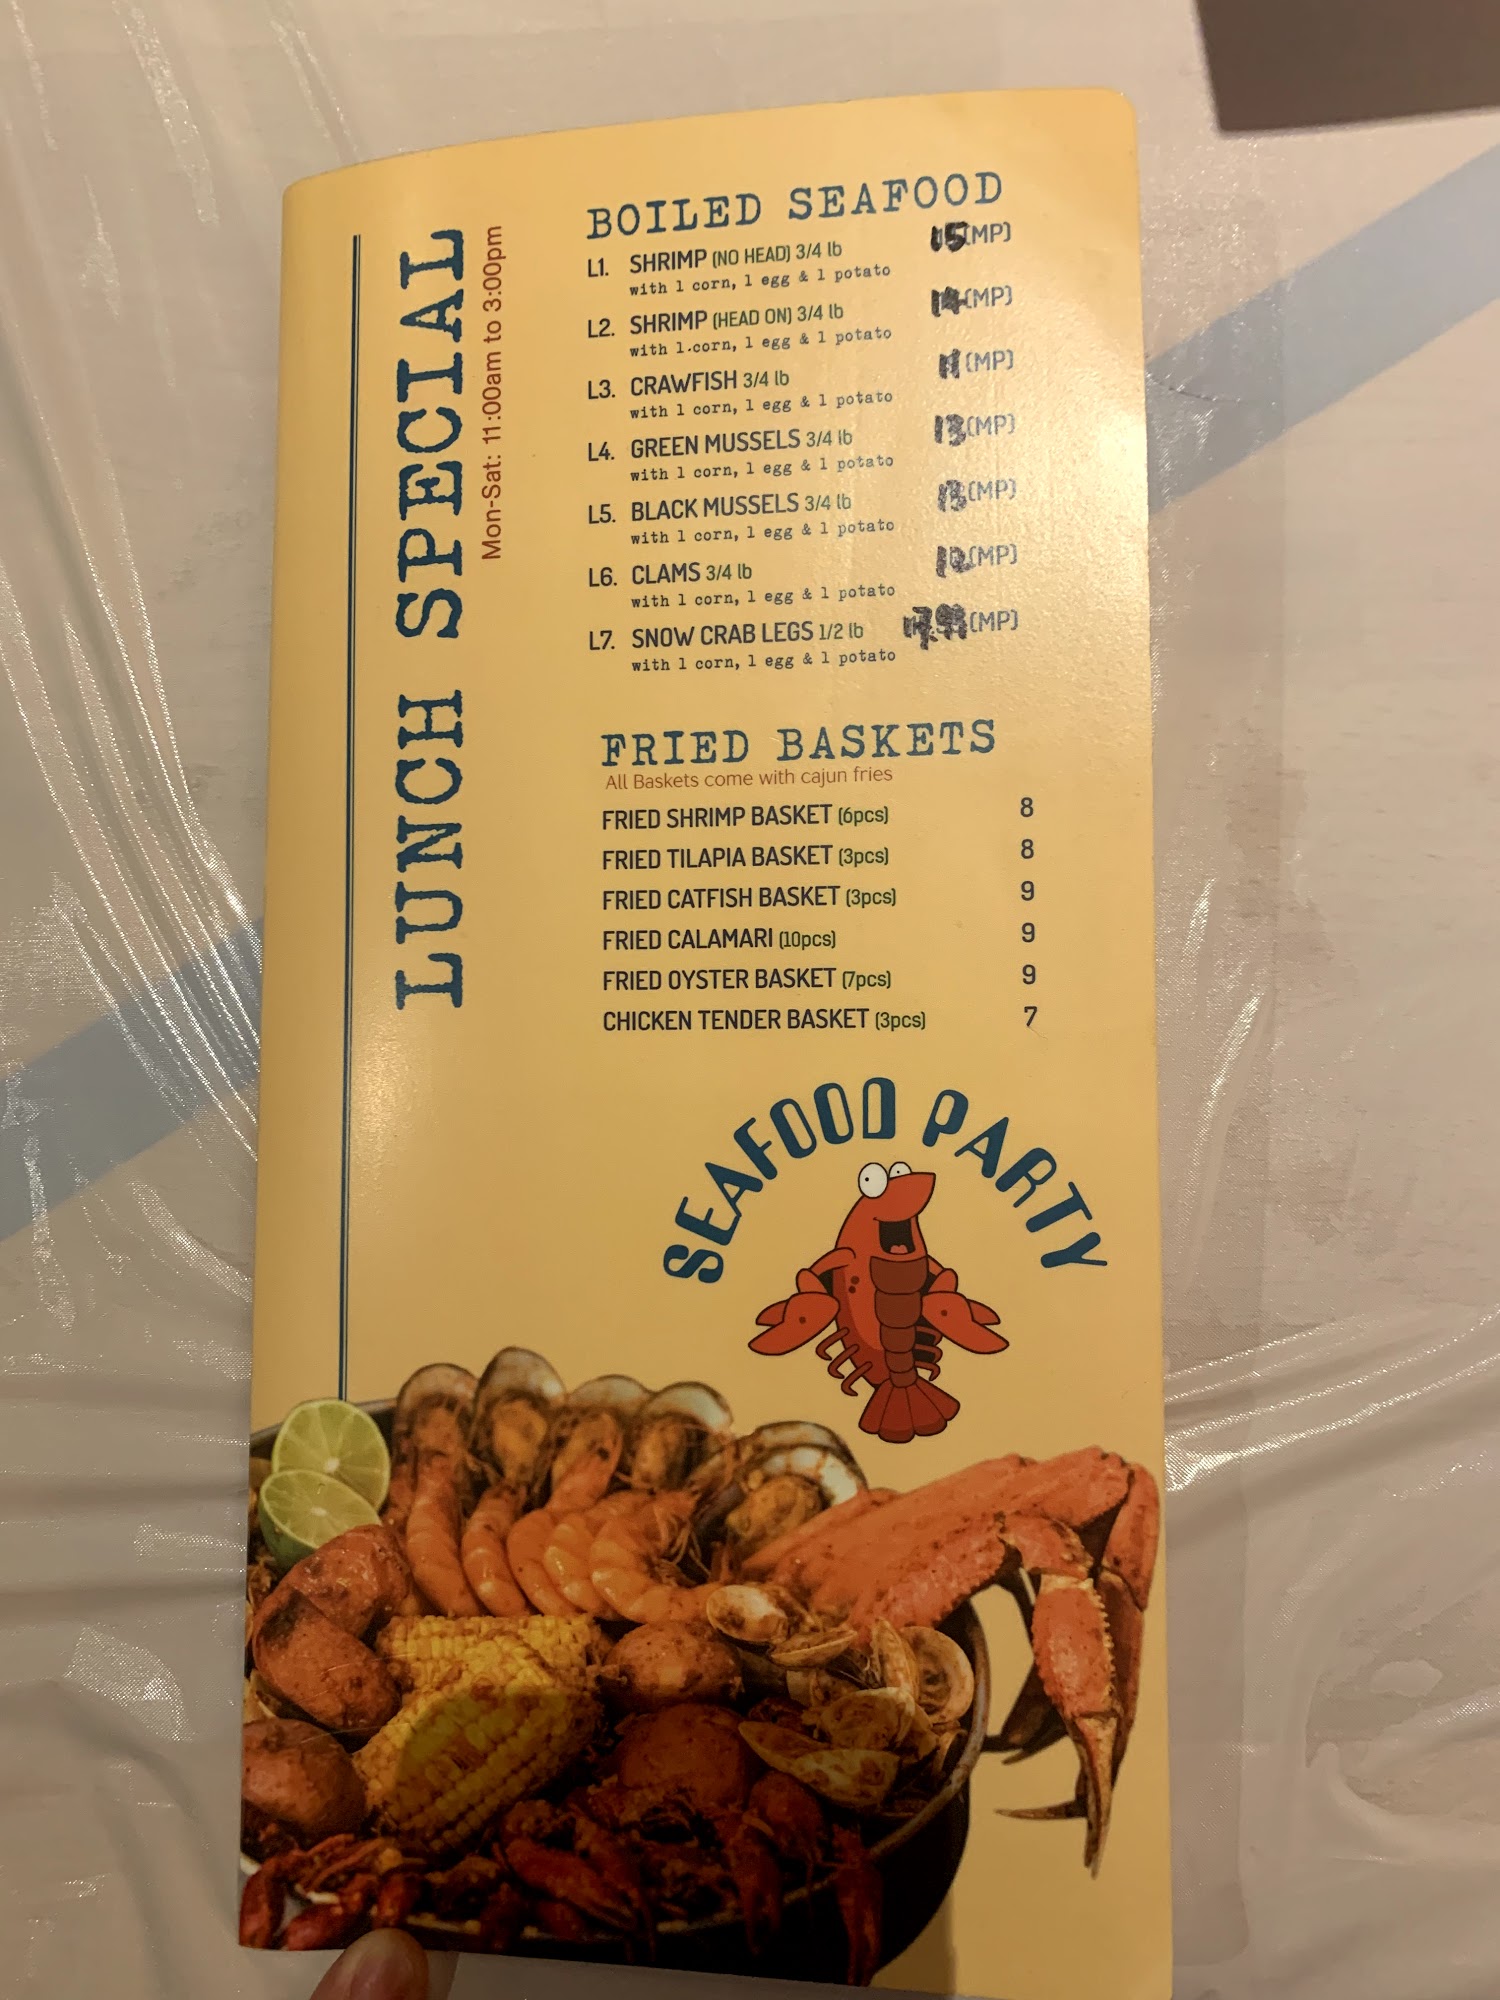 LUNCH SPECIAL
Mon-Sat: 11:00am to 3:00pm
BOILED SEAFOOD
L1. SHRIMP (NO HEAD) 3/4 lb 15 (MP)
with 1 corn, 1 egg & 1 potato
L2. SHRIMP (HEAD ON) 3/4 lb 14 (MP)
with 1 corn, 1 egg & 1 potato
L3. CRAWFISH 3/4 lb 11 (MP)
with 1 corn, 1 egg & 1 potato
L4. GREEN MUSSELS 3/4 lb 13 (MP)
with 1 corn, 1 egg & 1 potato
L5. BLACK MUSSELS 3/4 lb 13 (MP)
with 1 corn, 1 egg & 1 potato
L6. CLAMS 3/4 lb (MP)
with 1 corn, 1 egg & 1 potato
L7. SNOW CRAB LEGS 1/2 lb (MP)
with 1 corn, 1 egg & 1 potato
FRIED BASKETS
All Baskets come with cajun fries
FRIED SHRIMP BASKET (6pcs) 8
FRIED TILAPIA BASKET (3pcs) 8
FRIED CATFISH BASKET (3pcs) 9
FRIED CALAMARI (10pcs) 9
FRIED OYSTER BASKET (7pcs) 9
CHICKEN TENDER BASKET (3pcs) 7
SEAFOOD PARTY